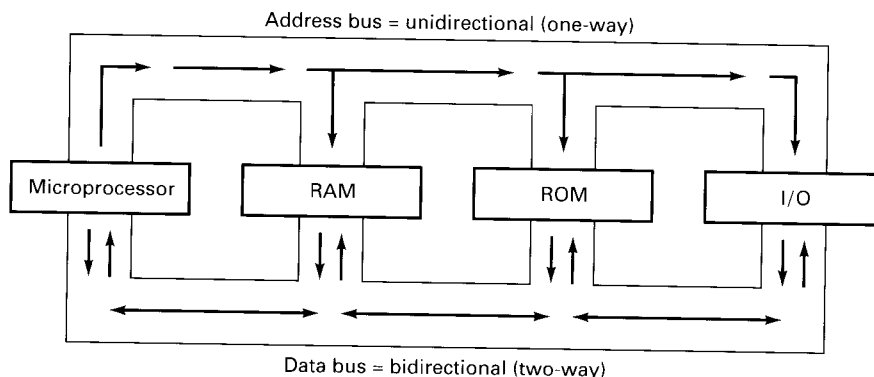 Address bus = unidirectional (one-way)
Microprocessor
RAM
ROM
I/O
Data bus = bidirectional (two-way)